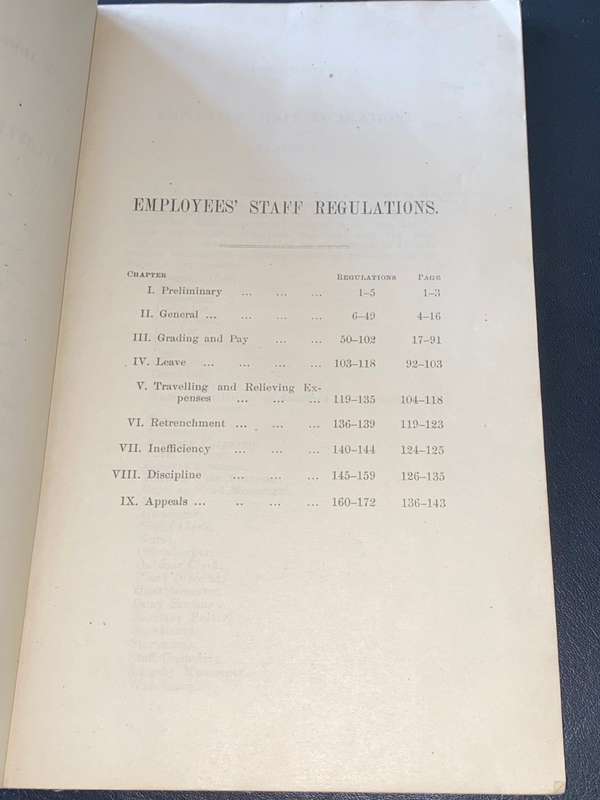 EMPLOYEES' STAFF REGULATIONS.
CHAPTER REGULATIONS PAGE
I. Preliminary ... ... ... 1–5 1–3
II. General ... ... ... ... 6–49 4–16
III. Grading and Pay ... ... 50–102 17–91
IV. Leave ... ... ... ... 103–118 92–103
V. Travelling and Relieving Ex-
penses ... ... ... 119–135 104–118
VI. Retrenchment ... ... ... 136–139 119–123
VII. Inefficiency ... ... ... 140–144 124–125
VIII. Discipline ... ... ... 145–159 126–135
IX. Appeals ... .. ... ... 160–172 136–143